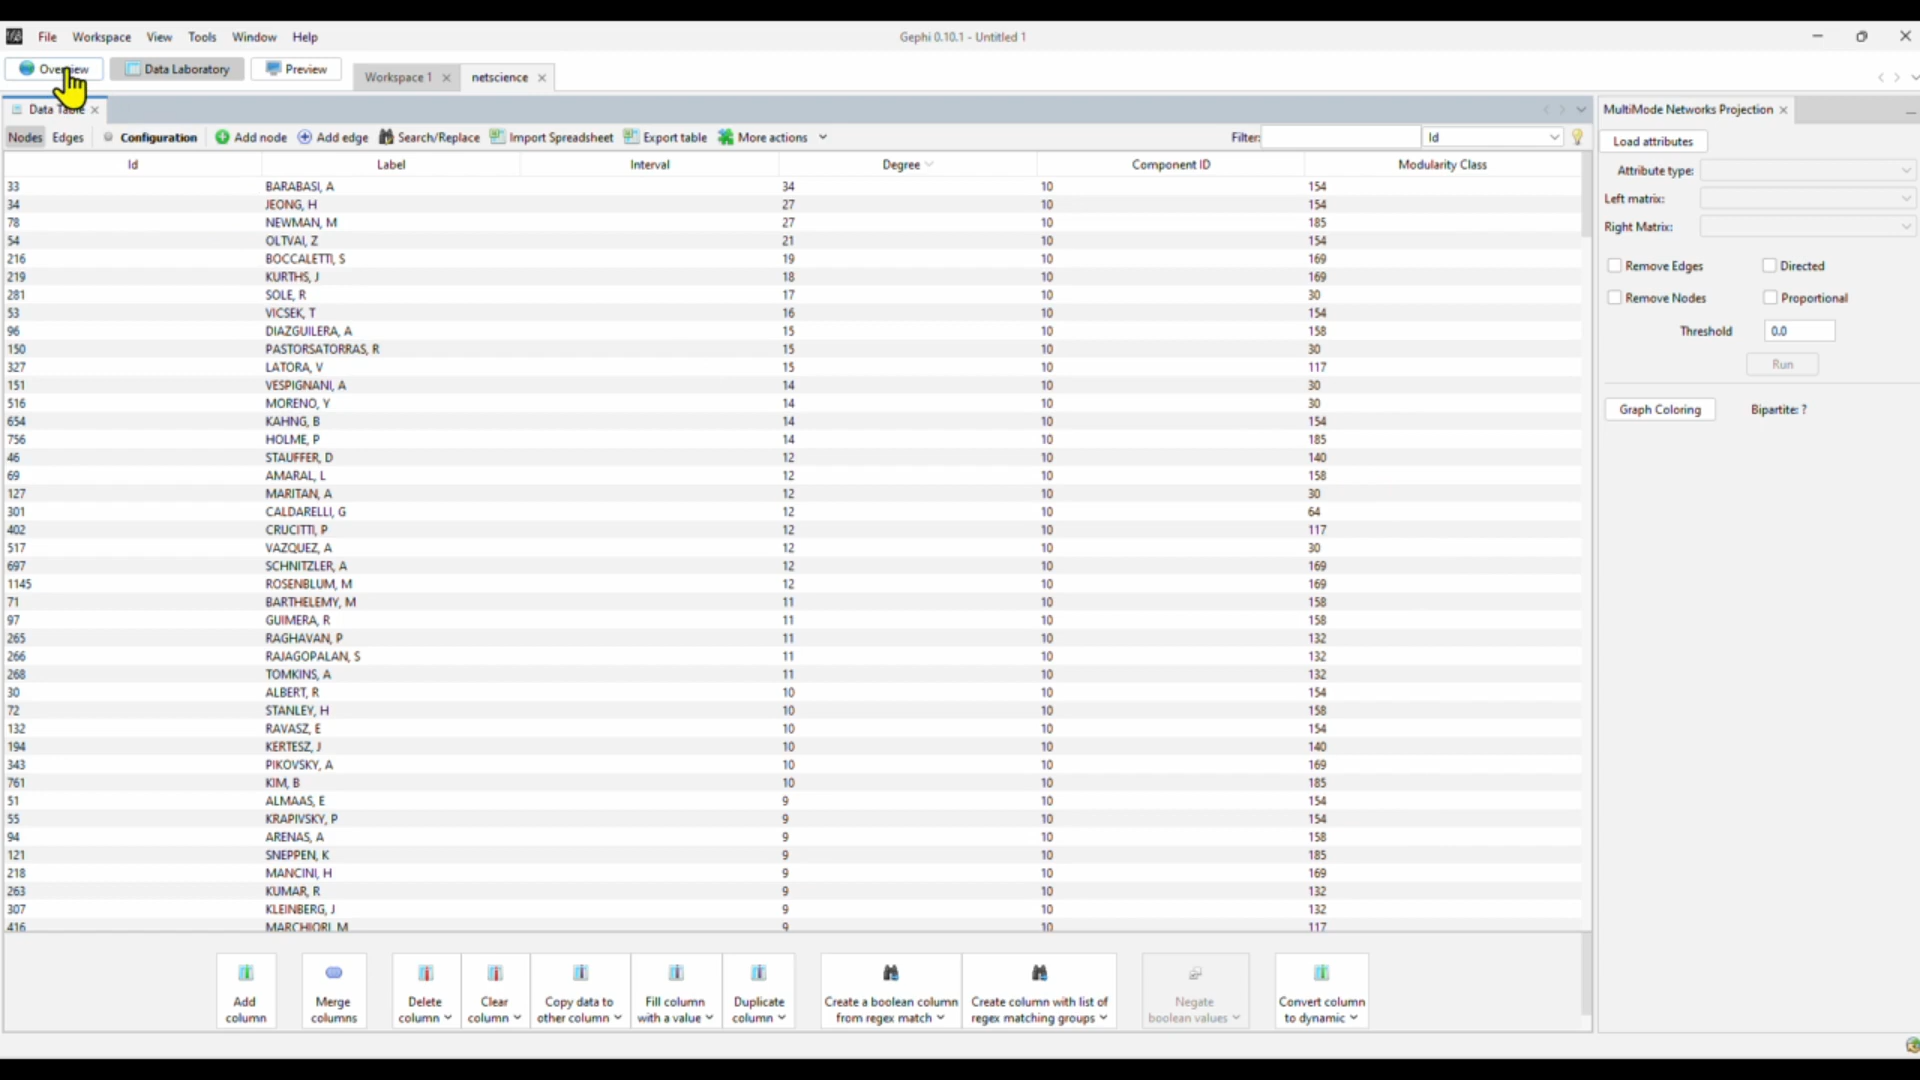 File Workspace View Tools Window Help Gephi 0.10.1 - Untitled 1
Overview Data Laboratory Preview Workspace 1 netscience
Data Table MultiMode Networks Projection
Nodes Edges Configuration Add node Add edge Search/Replace Import Spreadsheet Export table More actions Filter: Id Load attributes
Id Label Interval Degree Component ID Modularity Class
33 BARABASI, A 34 10 154
34 JEONG, H 27 10 154
78 NEWMAN, M 27 10 185
54 OLTVAI, Z 21 10 154
216 BOCCALETTI, S 19 10 169
219 KURTHS, J 18 10 169
281 SOLE, R 17 10 30
53 VICSEK, T 16 10 154
96 DIAZGUILERA, A 15 10 158
150 PASTORSATORRAS, R 15 10 30
327 LATORA, V 15 10 117
151 VESPIGNANI, A 14 10 30
516 MORENO, Y 14 10 30
654 KAHNG, B 14 10 154
756 HOLME, P 14 10 185
46 STAUFFER, D 12 10 140
69 AMARAL, L 12 10 158
127 MARITAN, A 12 10 30
301 CALDARELLI, G 12 10 64
402 CRUCITTI, P 12 10 117
517 VAZQUEZ, A 12 10 30
697 SCHNITZLER, A 12 10 169
1145 ROSENBLUM, M 12 10 169
71 BARTHELEMY, M 11 10 158
97 GUIMERA, R 11 10 158
265 RAGHAVAN, P 11 10 132
266 RAJAGOPALAN, S 11 10 132
268 TOMKINS, A 11 10 132
30 ALBERT, R 10 10 154
72 STANLEY, H 10 10 158
132 RAVASZ, E 10 10 154
194 KERTESZ, J 10 10 140
343 PIKOVSKY, A 10 10 169
761 KIM, B 10 10 185
51 ALMAAS, E 9 10 154
55 KRAPIVSKY, P 9 10 154
94 ARENAS, A 9 10 158
121 SNEPPEN, K 9 10 185
218 MANCINI, H 9 10 169
263 KUMAR, R 9 10 132
307 KLEINBERG, J 9 10 132
416 MARCHIORI, M 9 10 117
Attribute type:
Left matrix:
Right Matrix:
Remove Edges Directed
Remove Nodes Proportional
Threshold 0.0
Run
Graph Coloring Bipartite: ?
Add column
Merge columns
Delete column
Clear column
Copy data to other column
Fill column with a value
Duplicate column
Create a boolean column from regex match
Create column with list of regex matching groups
Negate boolean values
Convert column to dynamic